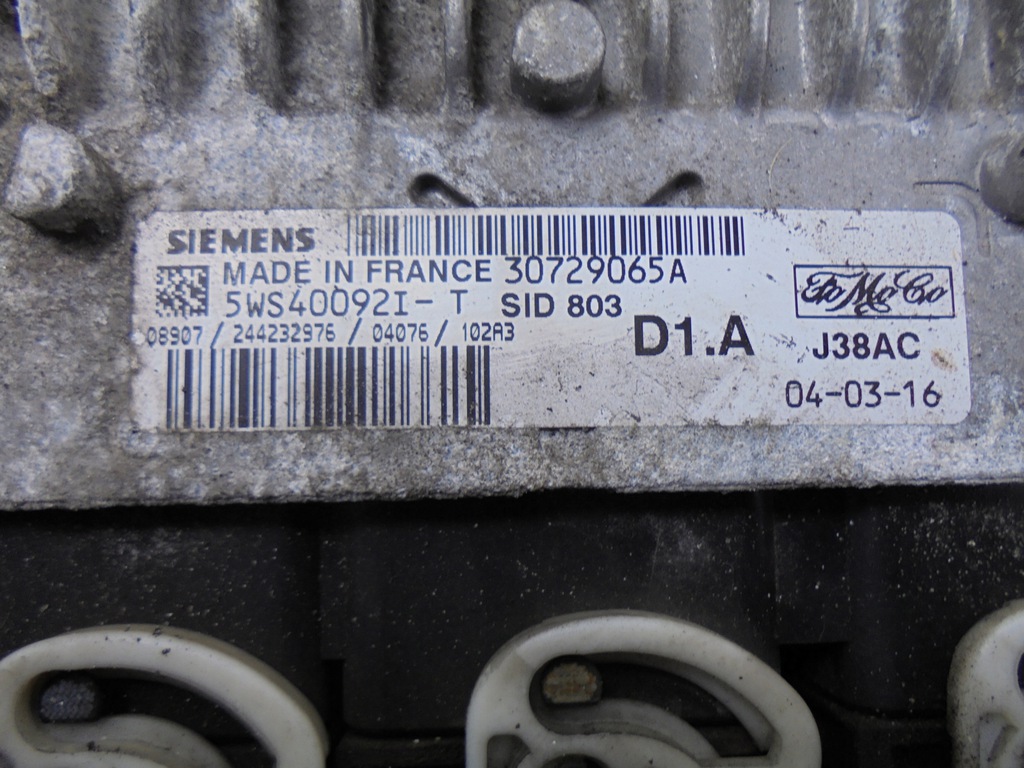 SIEMENS
MADE IN FRANCE 30729065A
5WS40092I-T SID 803
08907 / 244232976 / 04076 / 102A3
D1.A
FoMoCo
J38AC
04-03-16